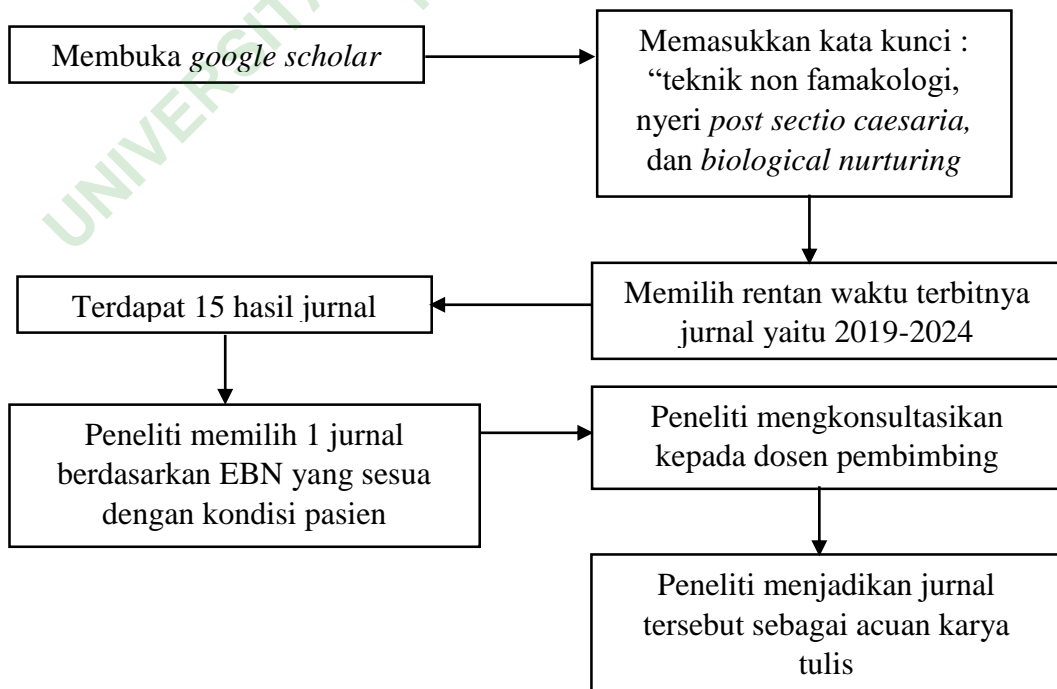 Membuka google scholar
Memasukkan kata kunci :
“teknik non famakologi,
nyeri post sectio caesaria,
dan biological nurturing
Memilih rentan waktu terbitnya
jurnal yaitu 2019-2024
Terdapat 15 hasil jurnal
Peneliti memilih 1 jurnal
berdasarkan EBN yang sesua
dengan kondisi pasien
Peneliti mengkonsultasikan
kepada dosen pembimbing
Peneliti menjadikan jurnal
tersebut sebagai acuan karya
tulis